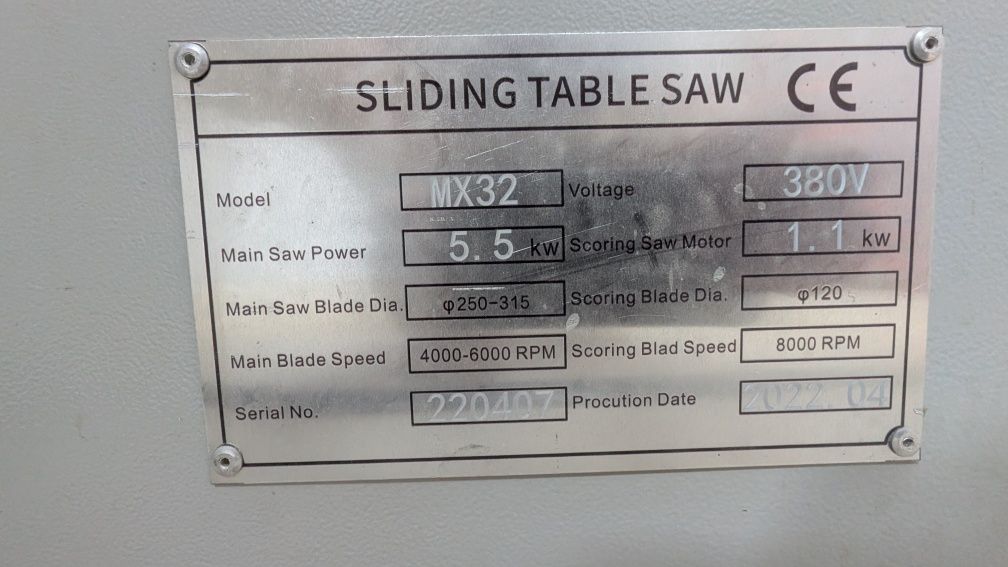 SLIDING TABLE SAW CE
Model MX32 Voltage 380V
Main Saw Power 5.5 kw Scoring Saw Motor 1.1 kw
Main Saw Blade Dia. φ250-315 Scoring Blade Dia. φ120
Main Blade Speed 4000-6000 RPM Scoring Blad Speed 8000 RPM
Serial No. 220407 Procution Date 2022.04